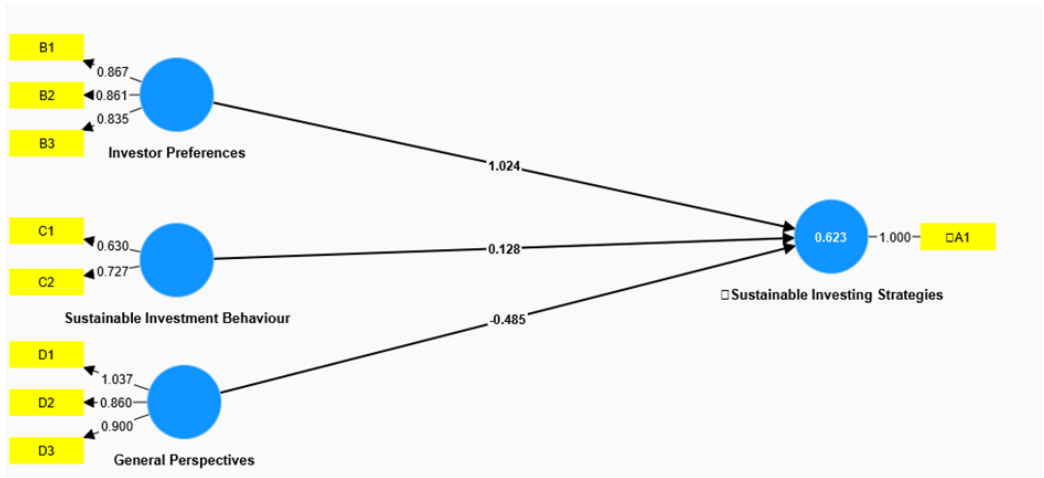 B1
0.867
B2
0.861
0.835
B3
Investor Preferences
1.024
C1
0.630
0.727
C2
Sustainable Investment Behaviour
0.128
0.623
1.000
□A1
□Sustainable Investing Strategies
D1
1.037
D2
0.860
0.900
D3
General Perspectives
-0.485